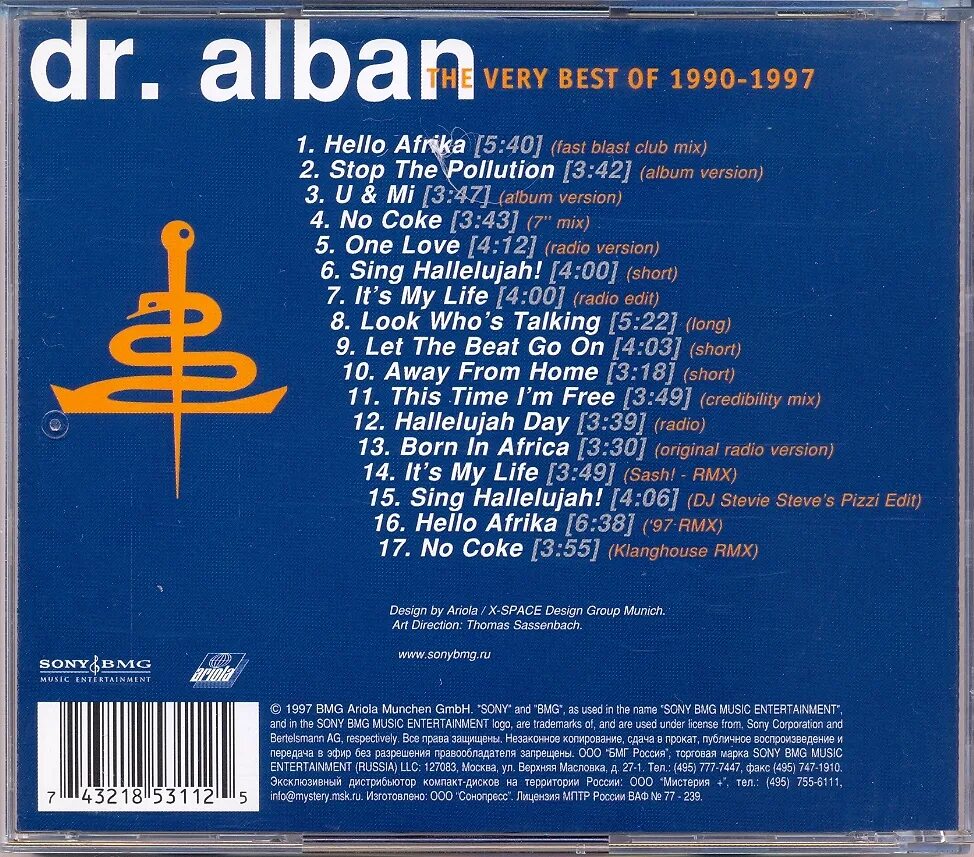 dr. alban
THE VERY BEST OF 1990-1997
1. Hello Afrika [5:40] (fast blast club mix)
2. Stop The Pollution [3:42] (album version)
3. U & Mi [3:47] (album version)
4. No Coke [3:43] (7" mix)
5. One Love [4:12] (radio version)
6. Sing Hallelujah! [4:00] (short)
7. It's My Life [4:00] (radio edit)
8. Look Who's Talking [5:22] (long)
9. Let The Beat Go On [4:03] (short)
10. Away From Home [3:18] (short)
11. This Time I'm Free [3:49] (credibility mix)
12. Hallelujah Day [3:39] (radio)
13. Born In Africa [3:30] (original radio version)
14. It's My Life [3:49] (Sash! - RMX)
15. Sing Hallelujah! [4:06] (DJ Stevie Steve's Pizzi Edit)
16. Hello Afrika [6:38] ('97 RMX)
17. No Coke [3:55] (Klanghouse RMX)
Design by Ariola / X-SPACE Design Group Munich.
Art Direction: Thomas Sassenbach.
www.sonybmg.ru
SONY BMG
MUSIC ENTERTAINMENT
ariola
© 1997 BMG Ariola Munchen GmbH. "SONY" and "BMG", as used in the name "SONY BMG MUSIC ENTERTAINMENT",
and in the SONY BMG MUSIC ENTERTAINMENT logo, are trademarks of, and are used under license from, Sony Corporation and
Bertelsmann AG, respectively. Все права защищены. Незаконное копирование, сдача в прокат, публичное воспроизведение и
передача в эфир без разрешения правообладателя запрещены. ООО "БМГ Россия", торговая марка SONY BMG MUSIC
ENTERTAINMENT (RUSSIA) LLC: 127083, Москва, ул. Верхняя Масловка, д. 27-1. Тел.: (495) 777-7447, факс (495) 747-1910.
Эксклюзивный дистрибьютор компакт-дисков на территории России: ООО "Мистерия +", тел.: (495) 755-6111,
info@mystery.msk.ru. Изготовлено: ООО "Сонопресс". Лицензия МПТР России ВАФ № 77 - 239.
7 43218 53112 5